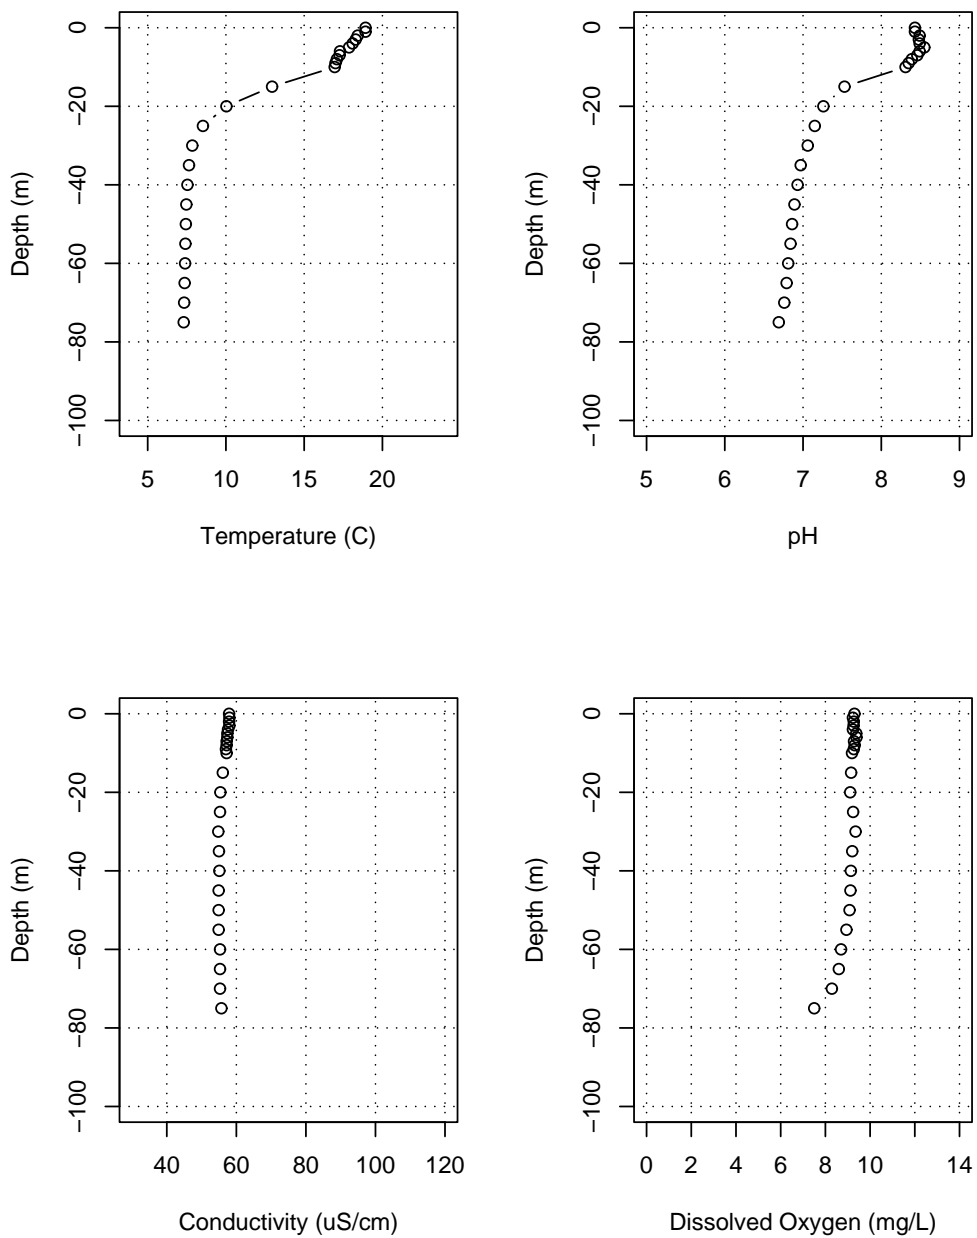 0
−20
−40
−60
−80
−100
Depth (m)
5 10 15 20
Temperature (C)
0
−20
−40
−60
−80
−100
Depth (m)
5 6 7 8 9
pH
0
−20
−40
−60
−80
−100
Depth (m)
40 60 80 100 120
Conductivity (uS/cm)
0
−20
−40
−60
−80
−100
Depth (m)
0 2 4 6 8 10 14
Dissolved Oxygen (mg/L)